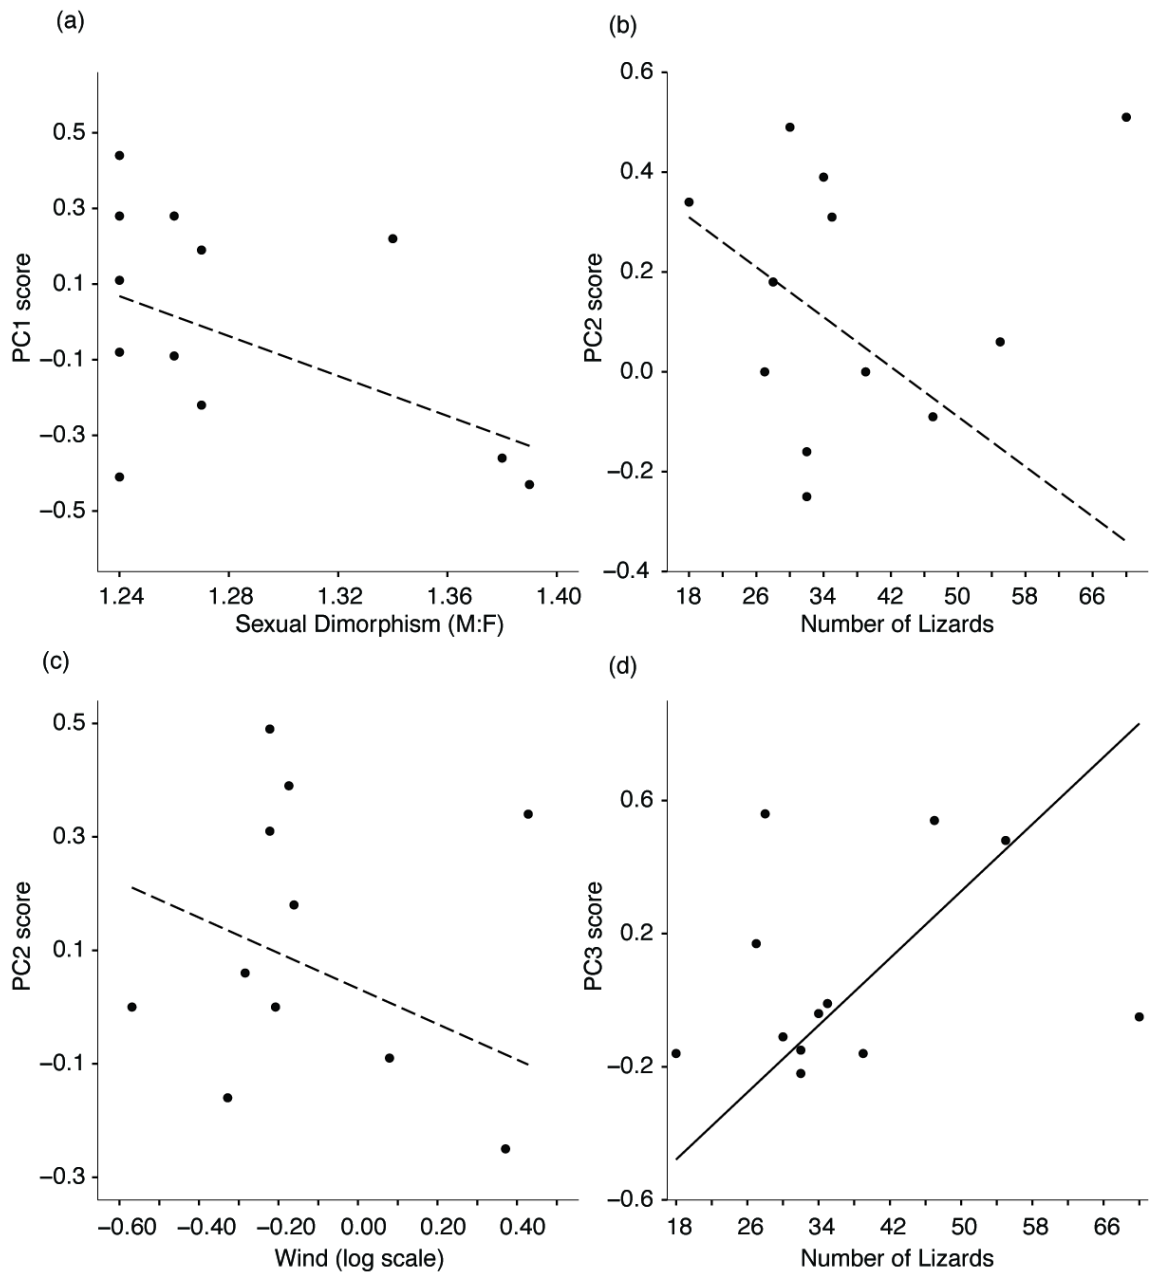 (a)
0.5
0.3
0.1
−0.1
−0.3
−0.5
PC1 score
1.24 1.28 1.32 1.36 1.40
Sexual Dimorphism (M:F)
(b)
0.6
0.4
0.2
0.0
−0.2
−0.4
PC2 score
18 26 34 42 50 58 66
Number of Lizards
(c)
0.5
0.3
0.1
−0.1
−0.3
PC2 score
−0.60 −0.40 −0.20 0.00 0.20 0.40
Wind (log scale)
(d)
0.6
0.2
−0.2
−0.6
PC3 score
18 26 34 42 50 58 66
Number of Lizards